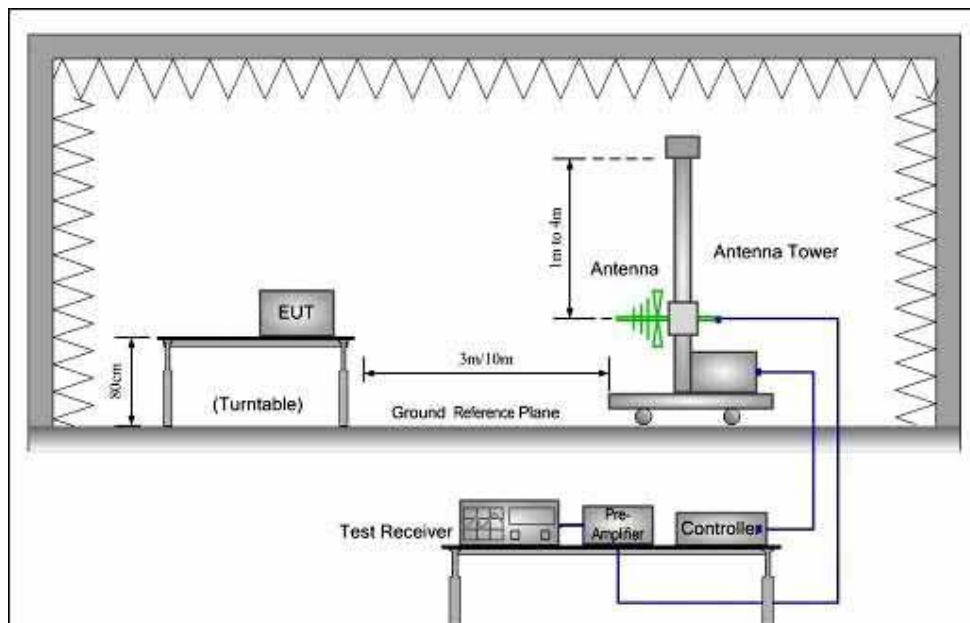 1m to 4m
Antenna
Antenna Tower
EUT
80cm
3m/10m
(Turntable)
Ground Reference Plane
Test Receiver
Pre-
Amplifier
Controller